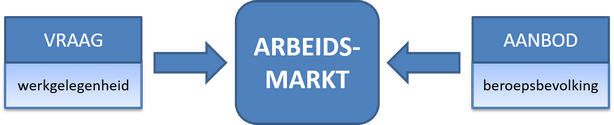 VRAAG
werkgelegenheid
ARBEIDS-
MARKT
AANBOD
beroepsbevolking